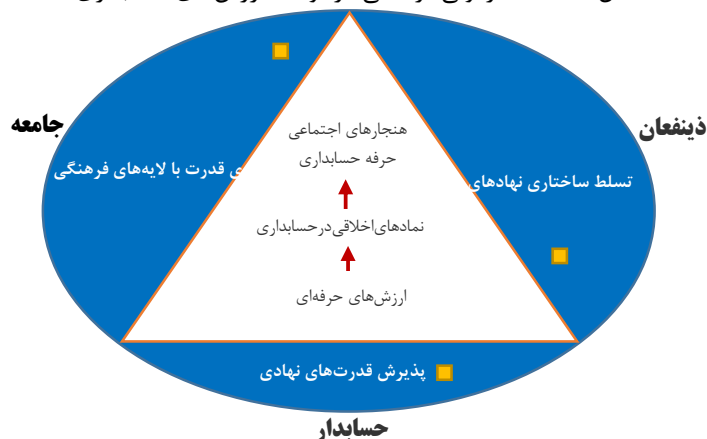 جامعه
ذینفعان
هنجارهای اجتماعی
حرفه حسابداری
قدرت با لایه‌های فرهنگی
تسلط ساختاری نهادهای
نمادهای‌اخلاقی‌درحسابداری
ارزش‌های حرفه‌ای
پذیرش قدرت‌های نهادی
حسابدار